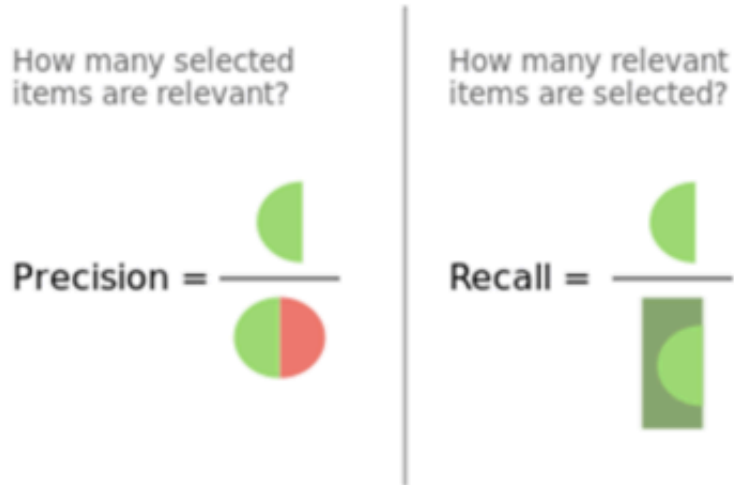 How many selected
items are relevant?
Precision =
How many relevant
items are selected?
Recall =